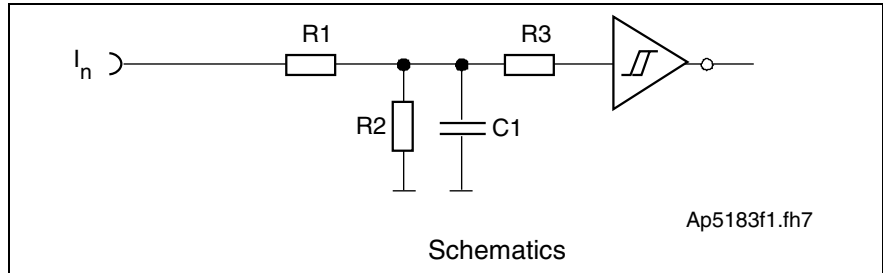 R1
R3
In
R2
C1
Ap5183f1.fh7
Schematics